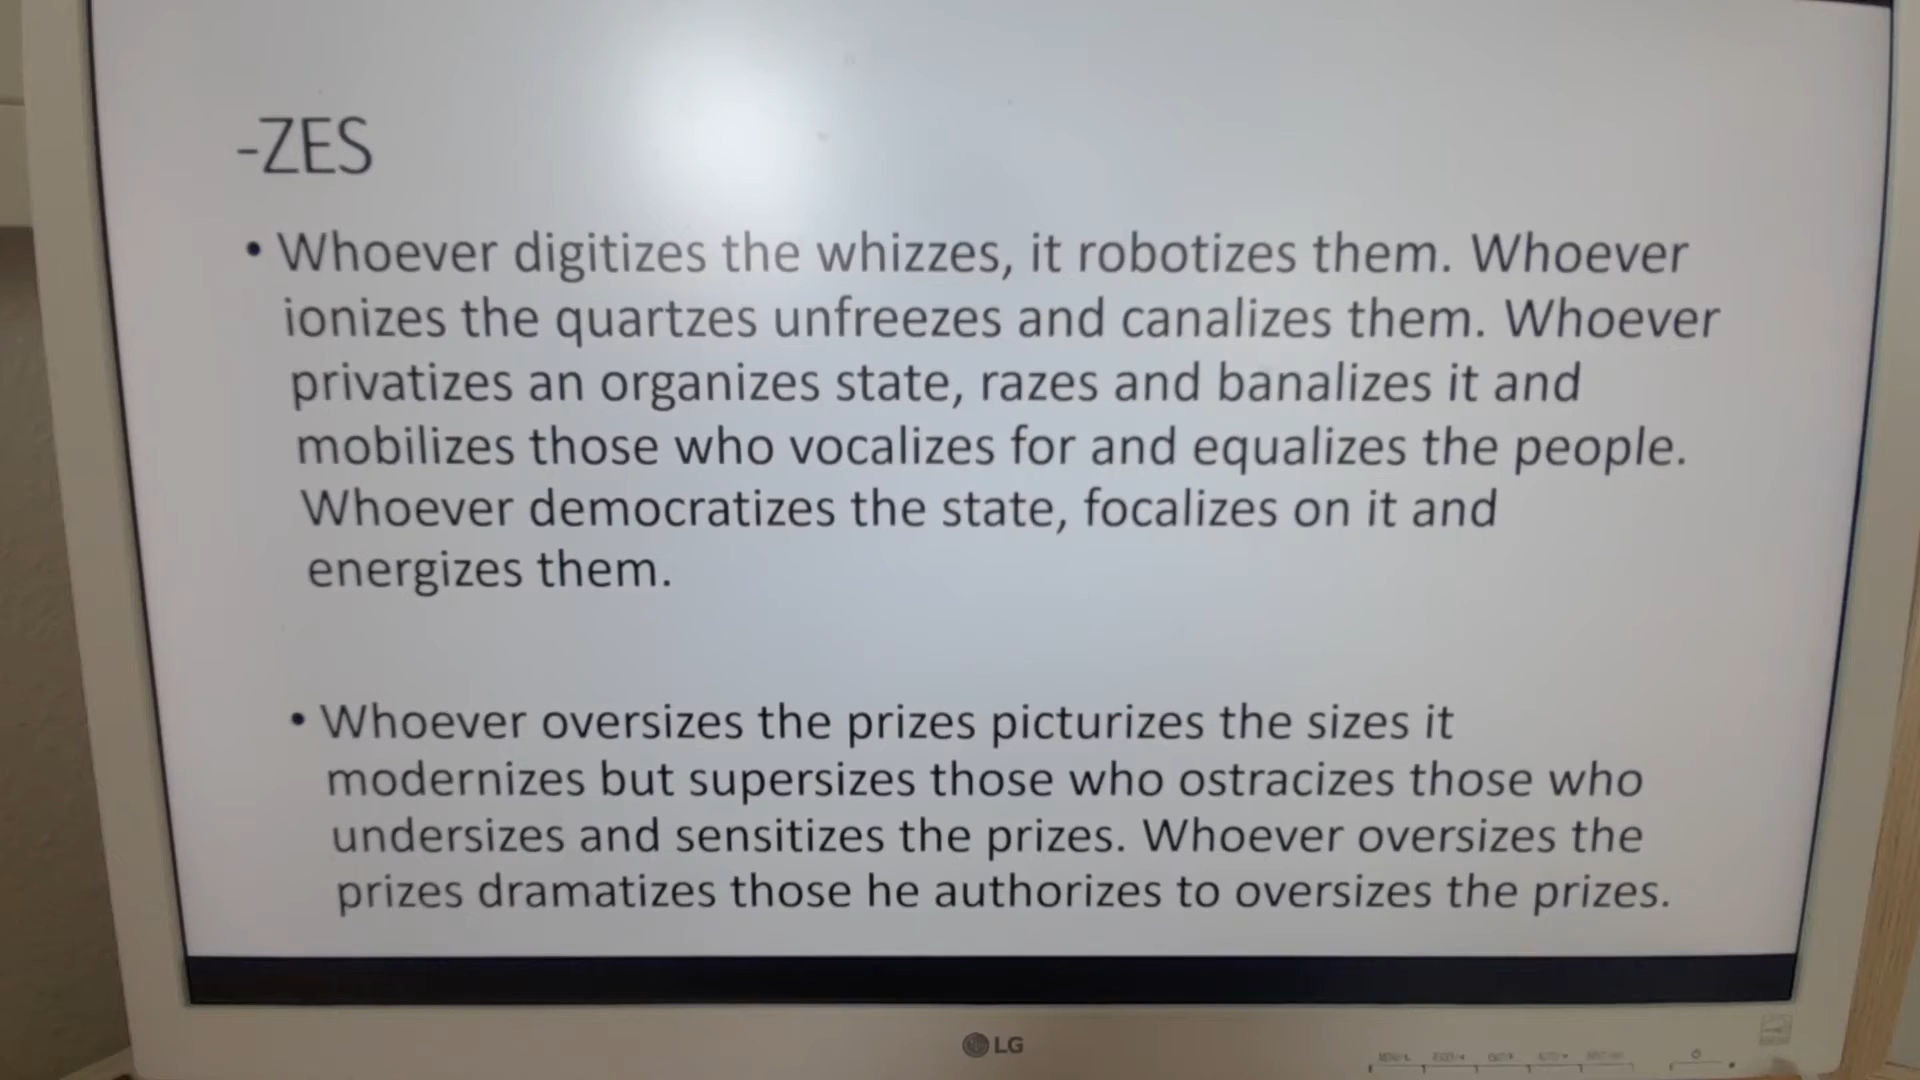 -ZES
• Whoever digitizes the whizzes, it robotizes them. Whoever
ionizes the quartzes unfreezes and canalizes them. Whoever
privatizes an organizes state, razes and banalizes it and
mobilizes those who vocalizes for and equalizes the people.
Whoever democratizes the state, focalizes on it and
energizes them.
• Whoever oversizes the prizes picturizes the sizes it
modernizes but supersizes those who ostracizes those who
undersizes and sensitizes the prizes. Whoever oversizes the
prizes dramatizes those he authorizes to oversizes the prizes.
LG